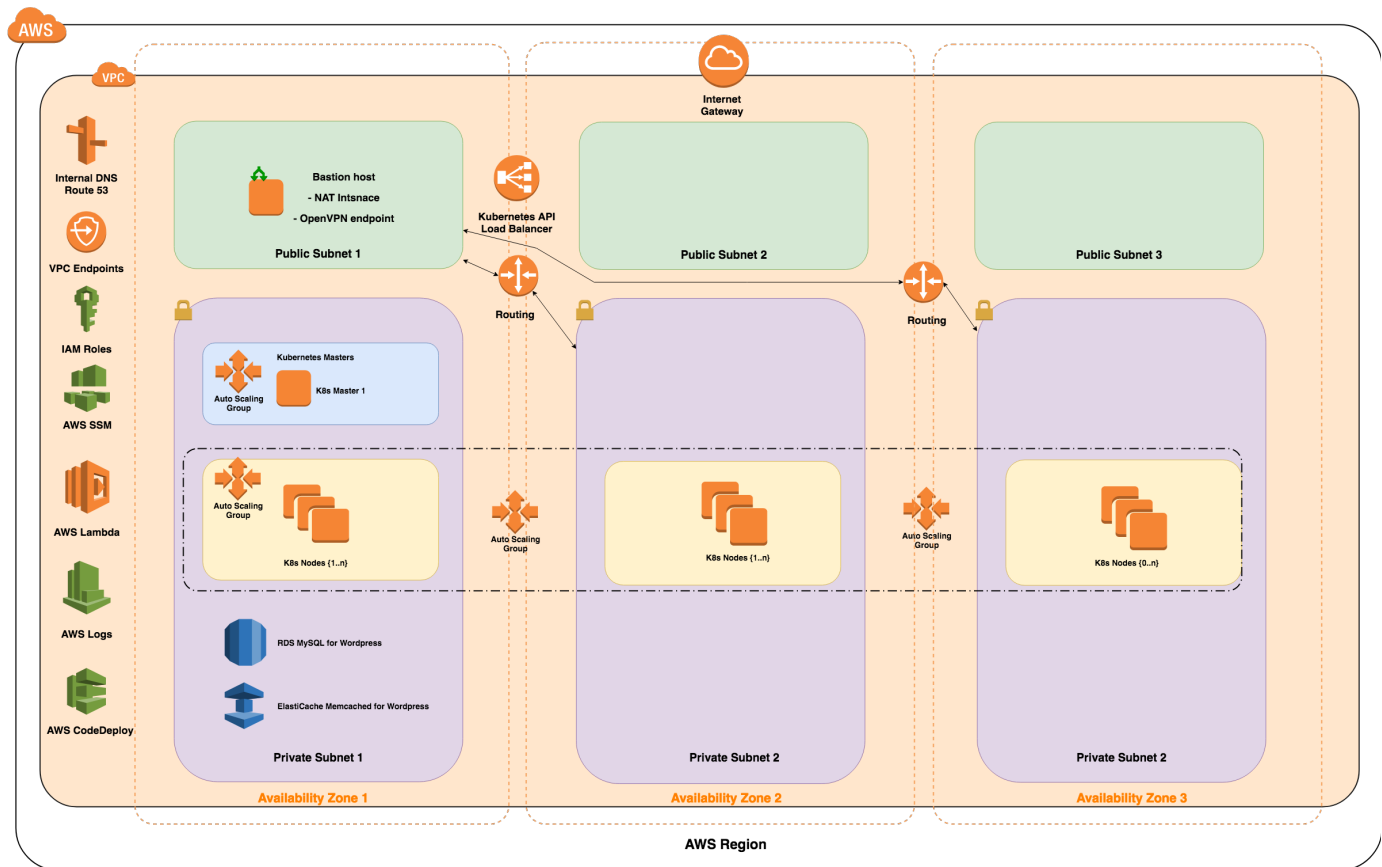 AWS
VPC
Internet
Gateway
Internal DNS
Route 53
VPC Endpoints
IAM Roles
AWS SSM
AWS Lambda
AWS Logs
AWS CodeDeploy
Bastion host
- NAT Intsnace
- OpenVPN endpoint
Public Subnet 1
Kubernetes API
Load Balancer
Public Subnet 2
Public Subnet 3
Routing
Routing
Kubernetes Masters
K8s Master 1
Auto Scaling
Group
Auto Scaling
Group
K8s Nodes {1..n}
Auto Scaling
Group
K8s Nodes {1..n}
Auto Scaling
Group
K8s Nodes {0..n}
RDS MySQL for Wordpress
ElastiCache Memcached for Wordpress
Private Subnet 1
Private Subnet 2
Private Subnet 2
Availability Zone 1
Availability Zone 2
Availability Zone 3
AWS Region